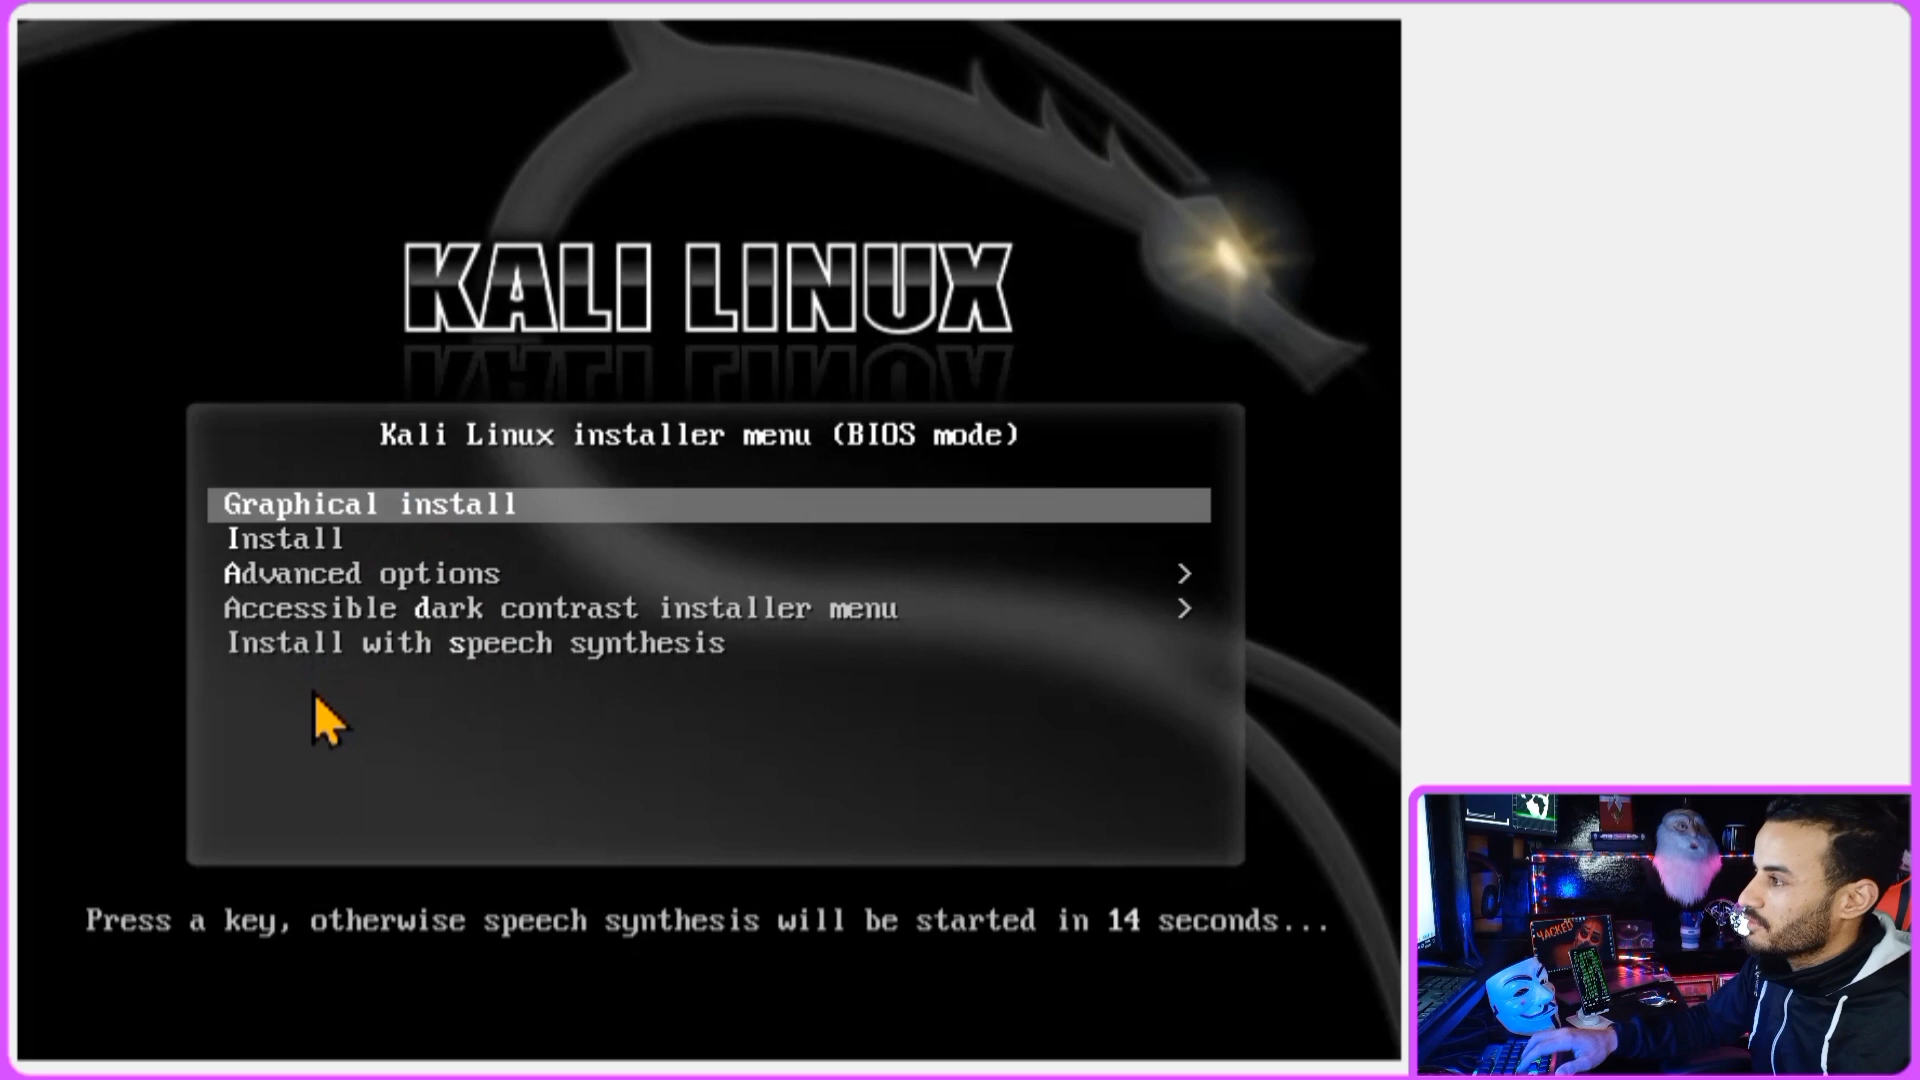 KALI LINUX
Kali Linux installer menu (BIOS mode)
Graphical install
Install
Advanced options >
Accessible dark contrast installer menu >
Install with speech synthesis
Press a key, otherwise speech synthesis will be started in 14 seconds...
HACKED